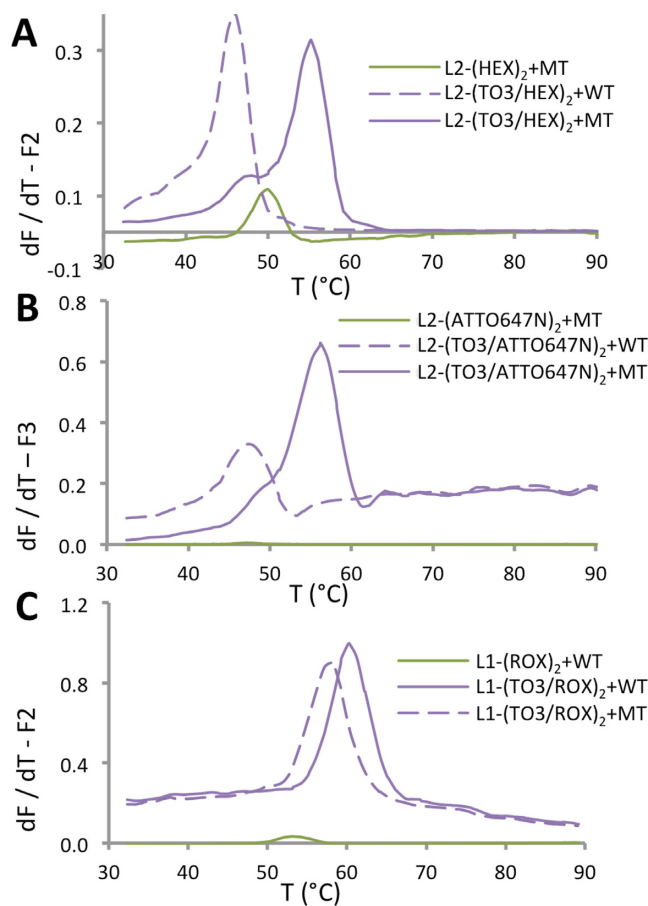 A
0.3
0.2
0.1
-0.1
dF / dT - F2
L2-(HEX)2+MT
L2-(TO3/HEX)2+WT
L2-(TO3/HEX)2+MT
30 40 50 60 70 80 90
T (°C)
B
0.8
0.6
0.4
0.2
0.0
dF / dT – F3
L2-(ATTO647N)2+MT
L2-(TO3/ATTO647N)2+WT
L2-(TO3/ATTO647N)2+MT
30 40 50 60 70 80 90
T (°C)
C
1.2
0.8
0.4
0.0
dF / dT - F2
L1-(ROX)2+WT
L1-(TO3/ROX)2+WT
L1-(TO3/ROX)2+MT
30 40 50 60 70 80 90
T (°C)